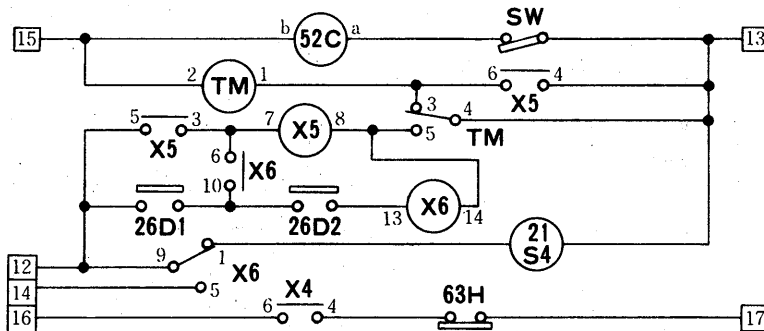 15 b 52C a SW 13
2 TM 1 6 4
X5
3 4
5 3 7 X5 8 5 TM
X5
6 X6
10
26D1 26D2 13 X6 14
21
S4
12 9 1 X6
14 5
X4 63H
16 6 4 17